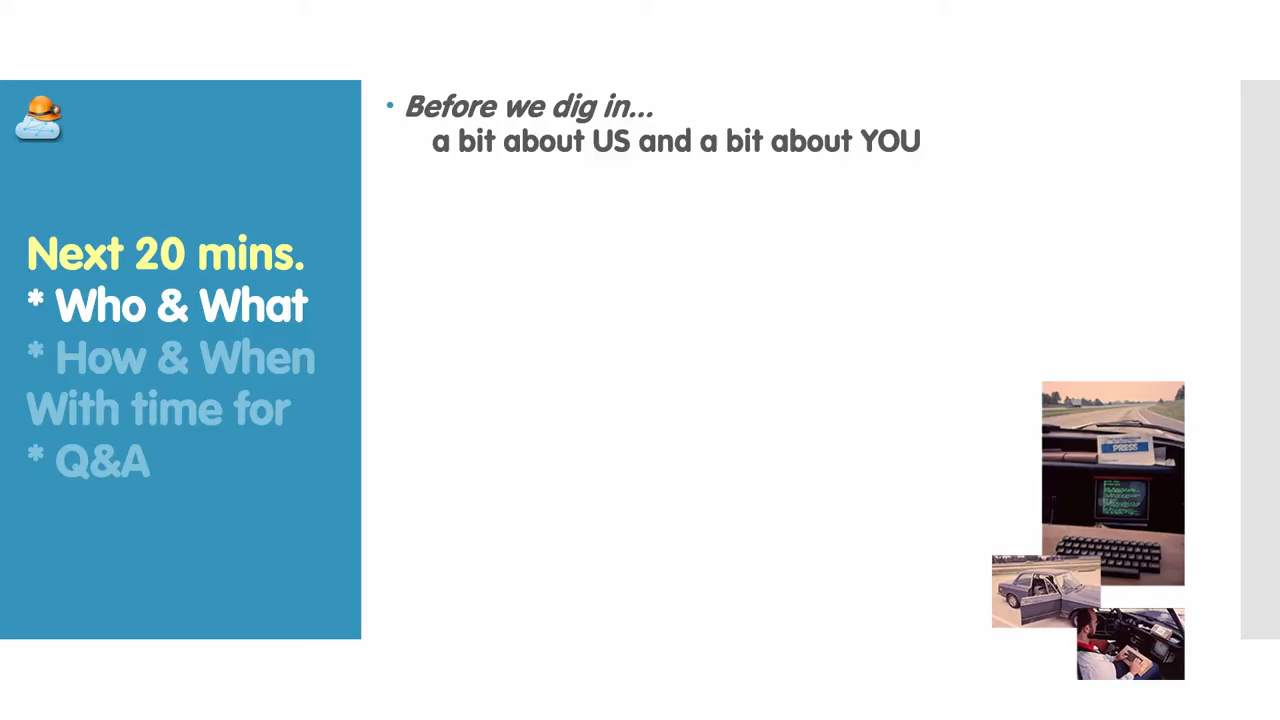 Next 20 mins.
* Who & What
* How & When
With time for
* Q&A
• Before we dig in...
a bit about US and a bit about YOU
PRESS